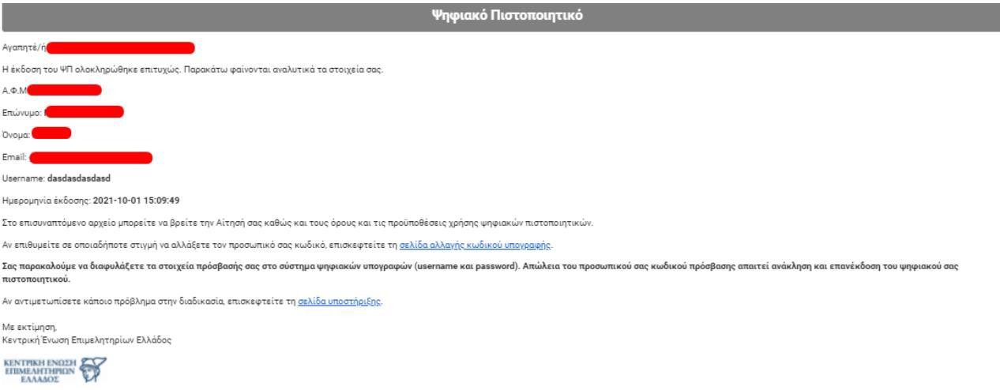 Ψηφιακό Πιστοποιητικό
Αγαπητέ/ή
Η έκδοση του ΨΠ ολοκληρώθηκε επιτυχώς. Παρακάτω φαίνονται αναλυτικά τα στοιχεία σας.
Α.Φ.Μ
Επώνυμο:
Όνομα:
Email:
Username: dasdasdasdasd
Ημερομηνία έκδοσης: 2021-10-01 15:09:49
Στο επισυναπτόμενο αρχείο μπορείτε να βρείτε την Αίτησή σας καθώς και τους όρους και τις προϋποθέσεις χρήσης ψηφιακών πιστοποιητικών.
Αν επιθυμείτε σε οποιαδήποτε στιγμή να αλλάξετε τον προσωπικό σας κωδικό, επισκεφτείτε τη σελίδα αλλαγής κωδικού υπογραφής.
Σας παρακαλούμε να διαφυλάξετε τα στοιχεία πρόσβασής σας στο σύστημα ψηφιακών υπογραφών (username και password). Απώλεια του προσωπικού σας κωδικού πρόσβασης απαιτεί ανάκληση και επανέκδοση του ψηφιακού σας
πιστοποιητικού.
Αν αντιμετωπίσετε κάποιο πρόβλημα στην διαδικασία, επισκεφτείτε τη σελίδα υποστήριξης.
Με εκτίμηση,
Κεντρική Ένωση Επιμελητηρίων Ελλάδος
ΚΕΝΤΡΙΚΗ ΕΝΩΣΗ
ΕΠΙΜΕΛΗΤΗΡΙΩΝ
ΕΛΛΑΔΟΣ